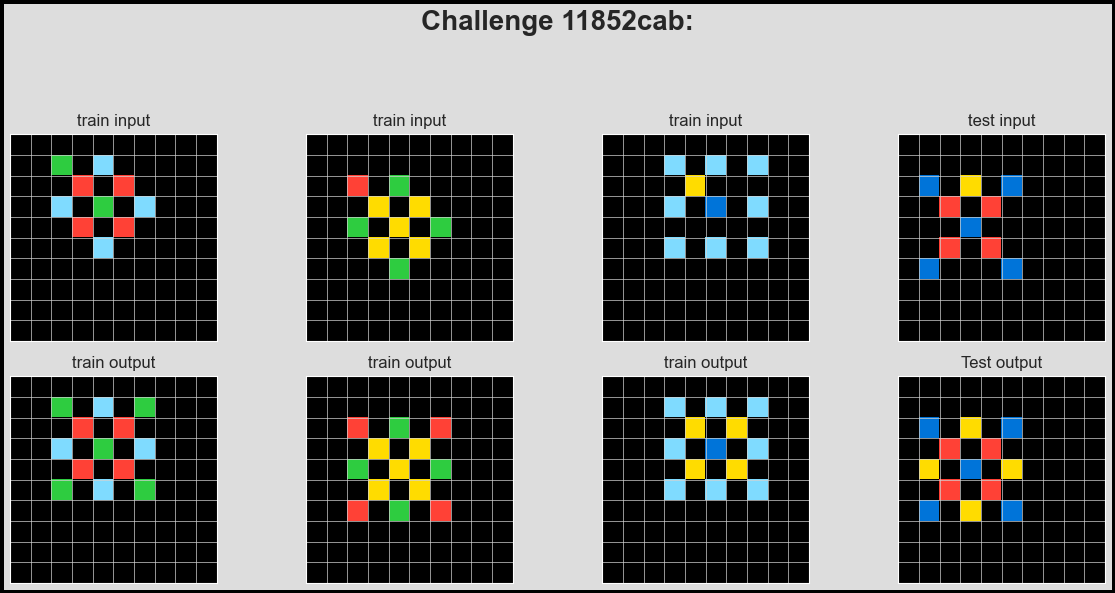 Challenge 11852cab:
train input
train input
train input
test input
train output
train output
train output
Test output